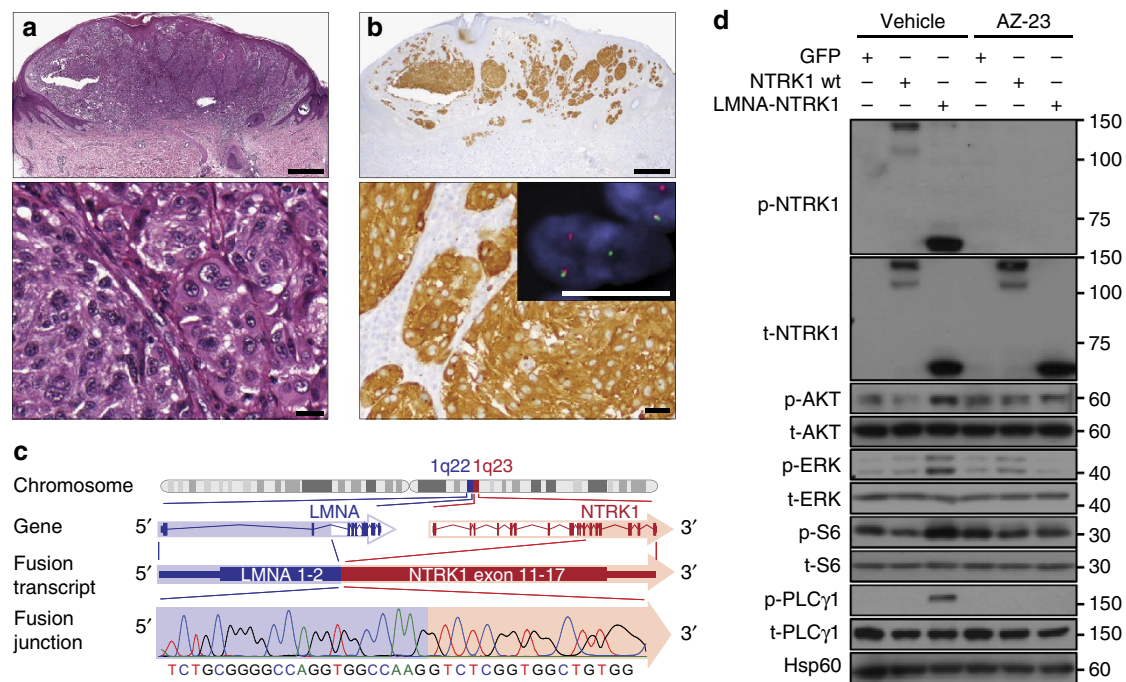 a
b
c
Chromosome
1q22 1q23
Gene
5′
LMNA
NTRK1
3′
Fusion
transcript
5′
LMNA 1-2
NTRK1 exon 11-17
3′
Fusion
junction
5′
3′
TCTGCGGGGCCAGGTGGCCAAGGTCTCGGTGGCTGTGG
d
Vehicle
AZ-23
GFP + – – + – –
NTRK1 wt – + – – + –
LMNA-NTRK1 – – + – – +
p-NTRK1
150
100
75
t-NTRK1
150
100
75
p-AKT 60
t-AKT 60
p-ERK 40
t-ERK 40
p-S6 30
t-S6 30
p-PLCγ1 150
t-PLCγ1 150
Hsp60 60